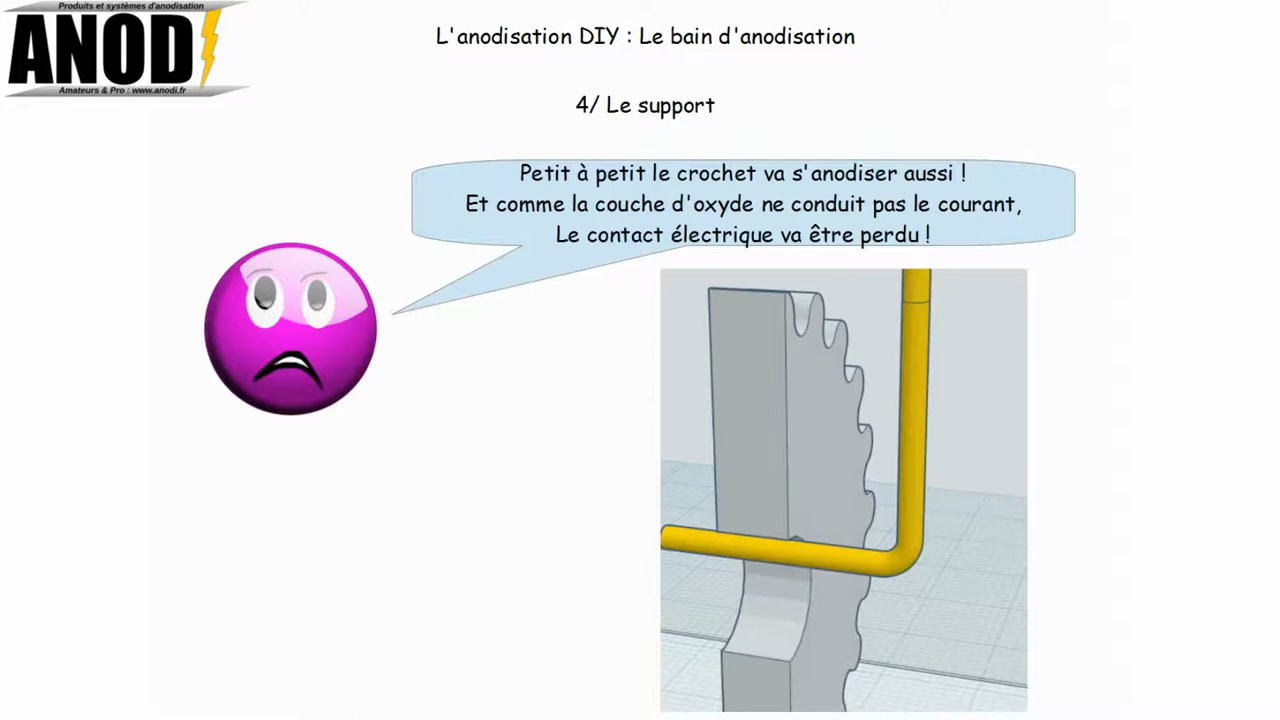 Produits et systèmes d'anodisation
ANODI
Amateurs & Pro : www.anodi.fr
L'anodisation DIY : Le bain d'anodisation
4/ Le support
Petit à petit le crochet va s'anodiser aussi !
Et comme la couche d'oxyde ne conduit pas le courant,
Le contact électrique va être perdu !